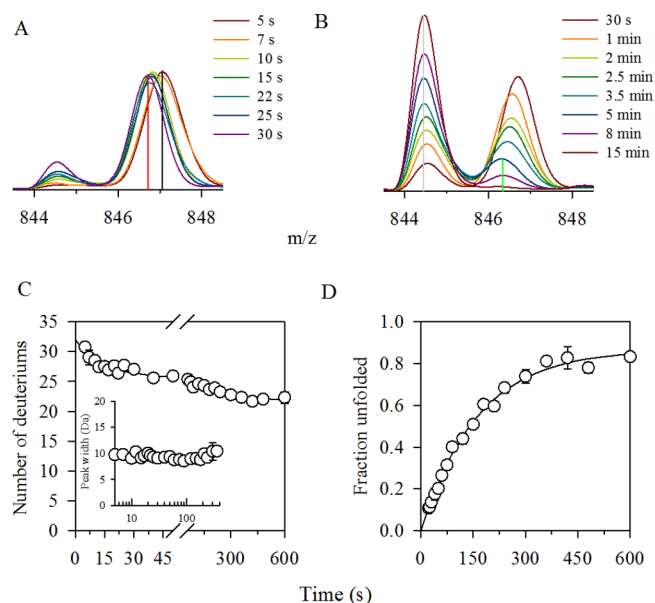 A
5 s
7 s
10 s
15 s
22 s
25 s
30 s
844 846 848
B
30 s
1 min
2 min
2.5 min
3.5 min
5 min
8 min
15 min
844 846 848
m/z
C
Number of deuteriums
35
30
25
20
15
10
5
0
0 15 30 45 300 600
Peak width (Da)
20
15
10
5
0
10 100
D
Fraction unfolded
1.0
0.8
0.6
0.4
0.2
0.0
0 150 300 450 600
Time (s)